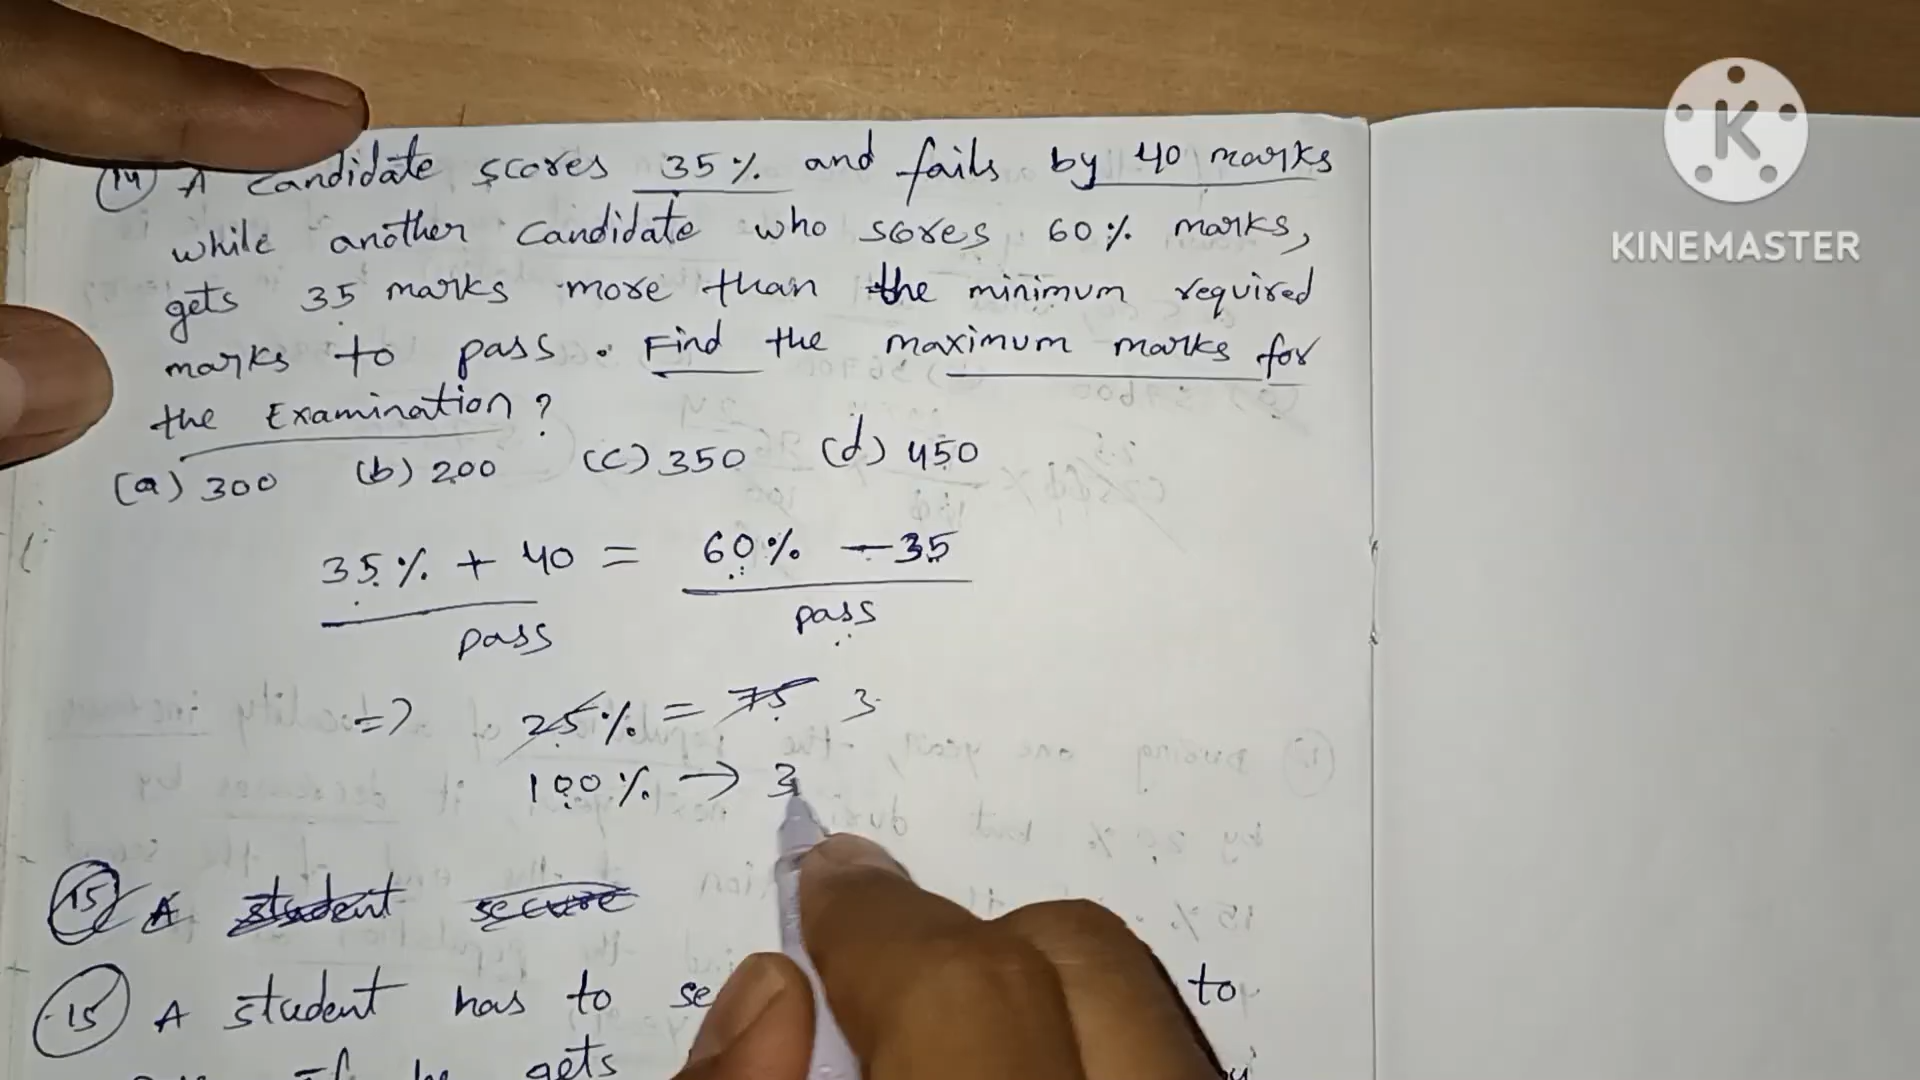 (14) A candidate scores 35% and fails by 40 marks
while another candidate who scores 60% marks,
gets 35 marks more than the minimum required
marks to pass. Find the maximum marks for
the Examination?
(a) 300 (b) 200 (c) 350 (d) 450
35% + 40 = 60% - 35
pass pass
=> 25% = 75 3
100% → 3
(15) A student secure
(15) A student has to se to
gets
K
KINEMASTER